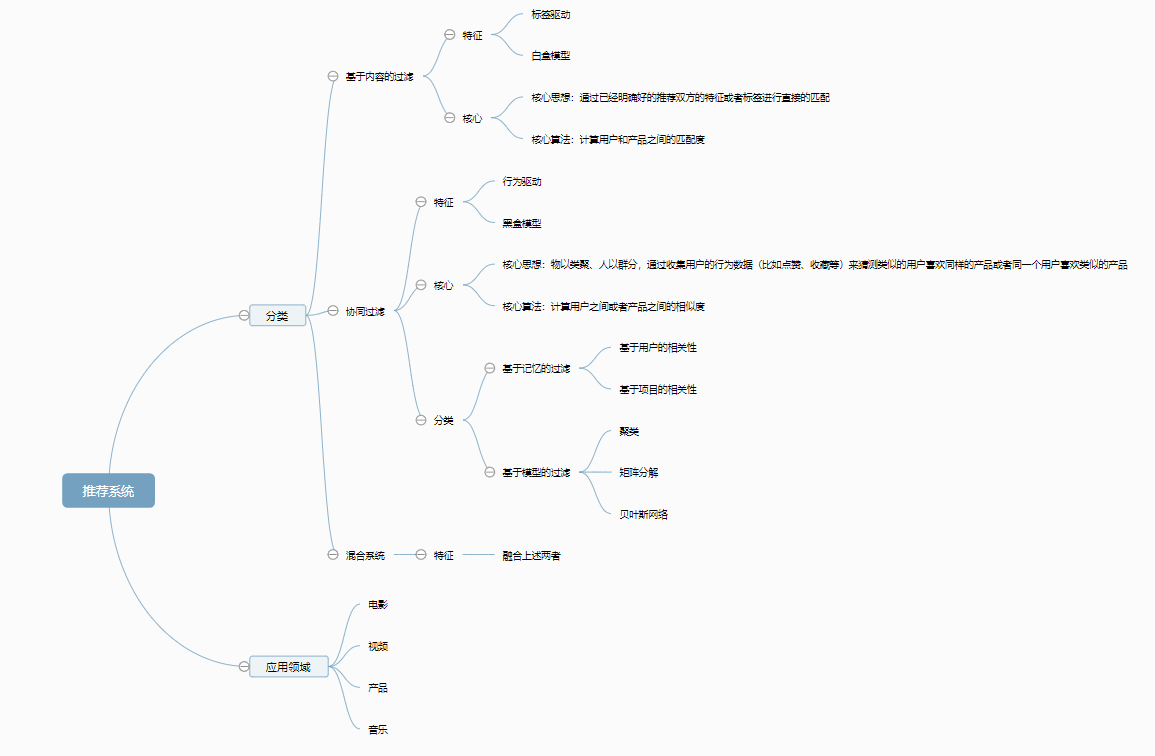 推荐系统
分类
基于内容的过滤
特征
标签驱动
白盒模型
核心
核心思想：通过已经明确好的推荐双方的特征或者标签进行直接的匹配
核心算法：计算用户和产品之间的匹配度
协同过滤
特征
行为驱动
黑盒模型
核心
核心思想：物以类聚、人以群分，通过收集用户的行为数据（比如点赞、收藏等）来猜测类似的用户喜欢同样的产品或者同一个用户喜欢类似的产品
核心算法：计算用户之间或者产品之间的相似度
分类
基于记忆的过滤
基于用户的相关性
基于项目的相关性
基于模型的过滤
聚类
矩阵分解
贝叶斯网络
混合系统
特征
融合上述两者
应用领域
电影
视频
产品
音乐